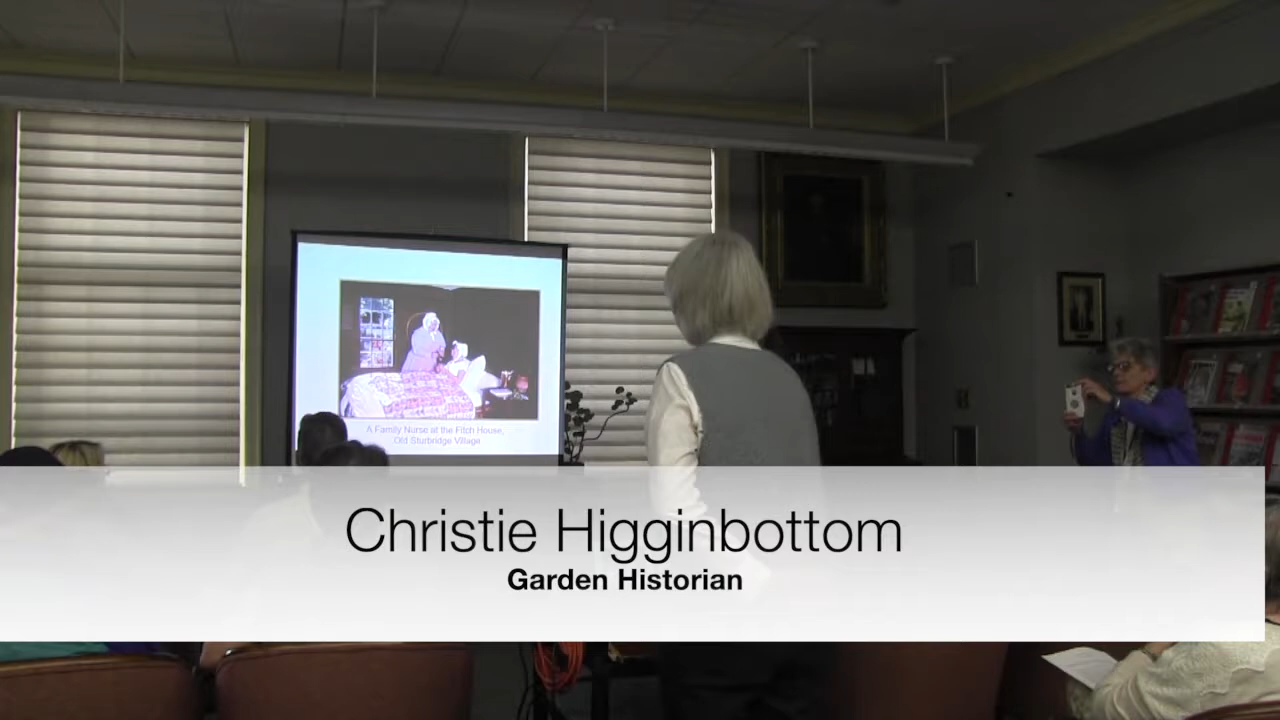 A Family Nurse at the Fitch House,
Old Sturbridge Village
Christie Higginbottom
Garden Historian